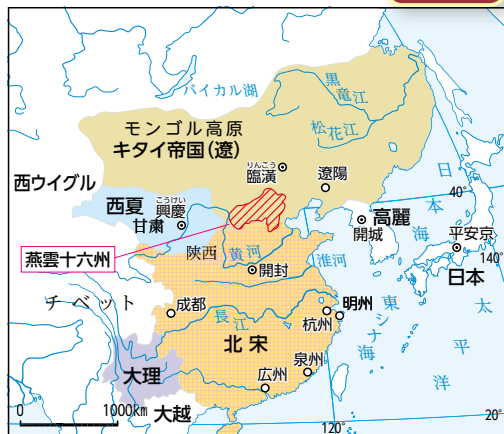 バイカル湖
黒竜江
松花江
モンゴル高原
キタイ帝国(遼)
りんこう
臨潢
遼陽
西ウイグル
西夏
こうけい
興慶
甘粛
日本海
40°
高麗
開城
平安京
140°
日本
燕雲十六州
陝西
黄河
淮河
開封
チベット
成都
長江
杭州
明州
東シナ海
太平洋
北宋
大理
泉州
広州
大越
0
1000km
120°
20°